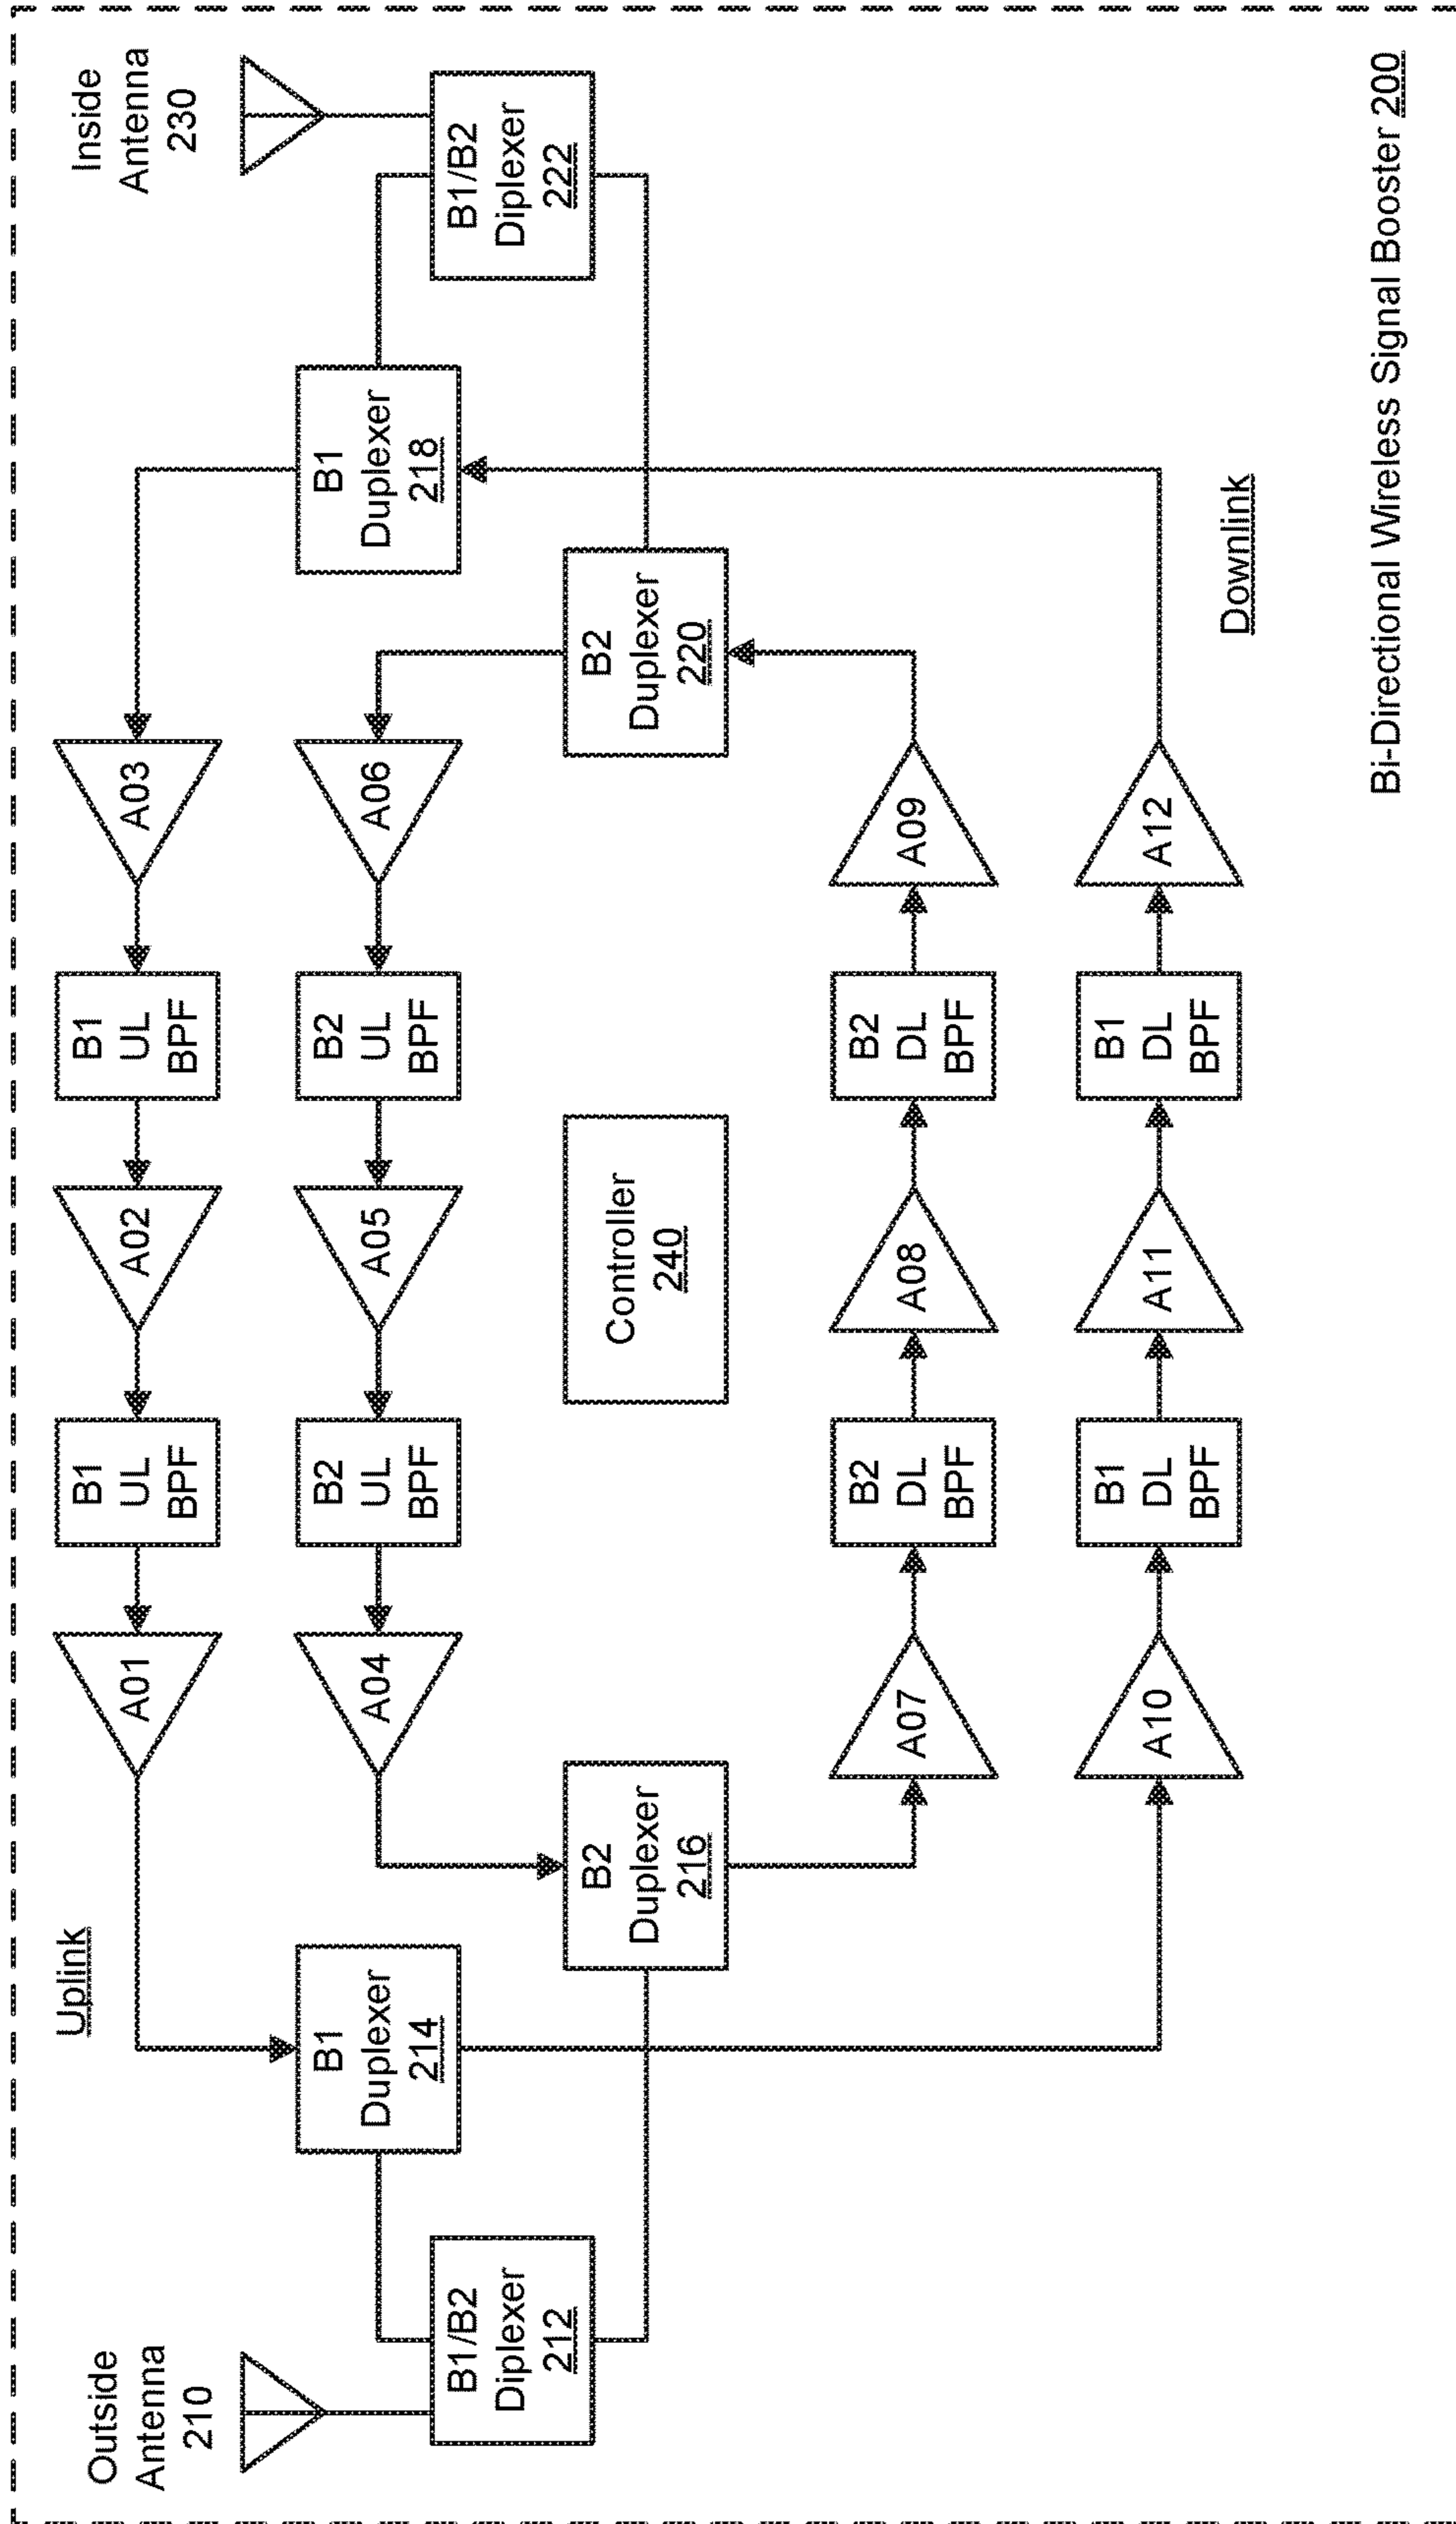 Outside
Antenna
210
Uplink
Inside
Antenna
230
A01
B1
UL
BPF
A02
B1
UL
BPF
A03
B1
Duplexer
214
A04
B2
UL
BPF
A05
B2
UL
BPF
A06
B1
Duplexer
218
B1/B2
Diplexer
212
B1/B2
Diplexer
222
B2
Duplexer
216
Controller
240
B2
Duplexer
220
A07
B2
DL
BPF
A08
B2
DL
BPF
A09
A10
B1
DL
BPF
A11
B1
DL
BPF
A12
Downlink
Bi-Directional Wireless Signal Booster 200